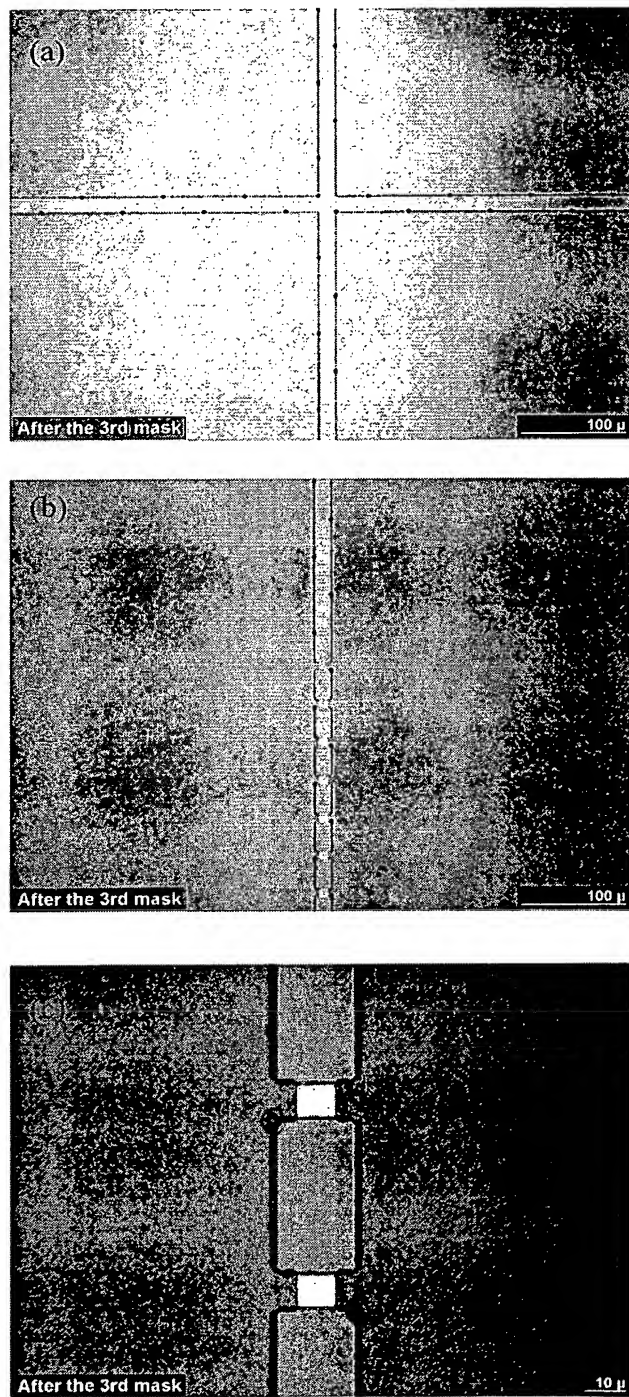 (a)
After the 3rd mask
100 µ
(b)
After the 3rd mask
100 µ
(c)
After the 3rd mask
10 µ